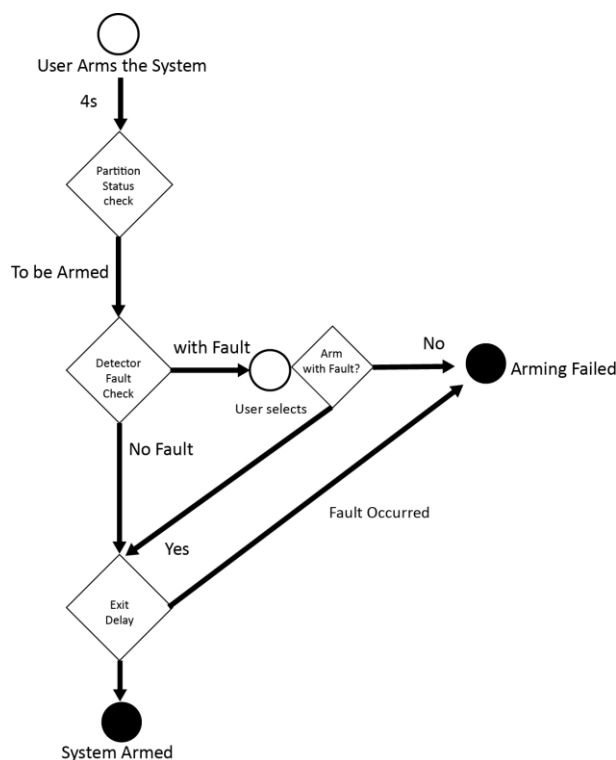 User Arms the System
4s
Partition
Status
check
To be Armed
with Fault
No
Detector
Fault
Check
Arm
with Fault?
Arming Failed
User selects
No Fault
Fault Occurred
Yes
Exit
Delay
System Armed